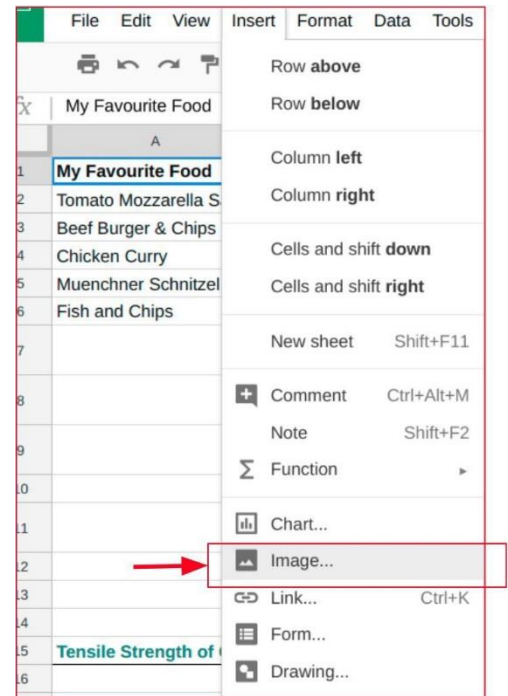 File Edit View Insert Format Data Tools
fx My Favourite Food
A
1 My Favourite Food
2 Tomato Mozzarella S
3 Beef Burger & Chips
4 Chicken Curry
5 Muenchner Schnitzel
6 Fish and Chips
7
8
9
10
11
12
13
14
15 Tensile Strength of
16
Row above
Row below
Column left
Column right
Cells and shift down
Cells and shift right
New sheet Shift+F11
Comment Ctrl+Alt+M
Note Shift+F2
Σ Function
Chart...
Image...
Link... Ctrl+K
Form...
Drawing...